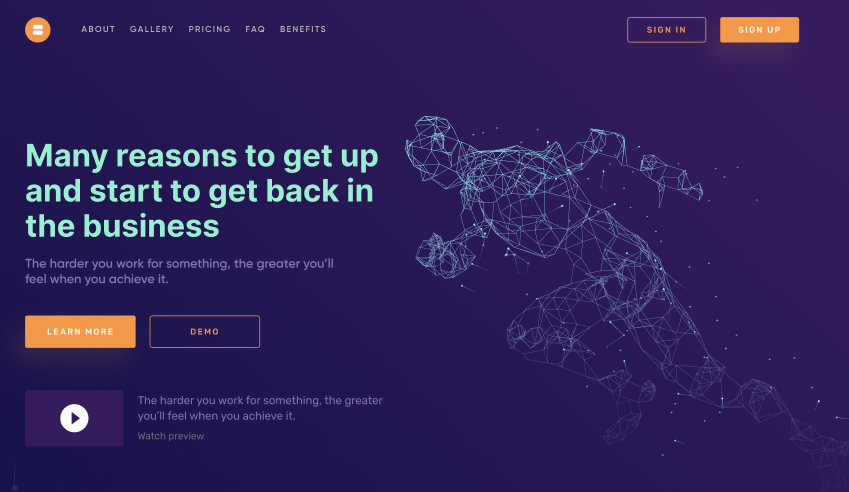 ABOUT GALLERY PRICING FAQ BENEFITS SIGN IN SIGN UP
Many reasons to get up
and start to get back in
the business
The harder you work for something, the greater you'll
feel when you achieve it.
LEARN MORE DEMO
The harder you work for something, the greater
you'll feel when you achieve it.
Watch preview